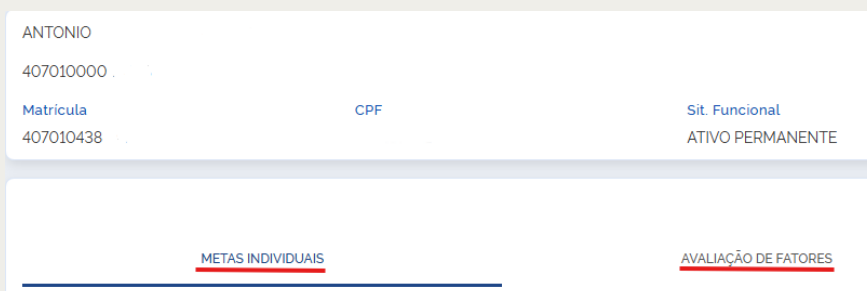 ANTONIO
407010000
Matrícula CPF Sit. Funcional
407010438 ATIVO PERMANENTE
METAS INDIVIDUAIS AVALIAÇÃO DE FATORES